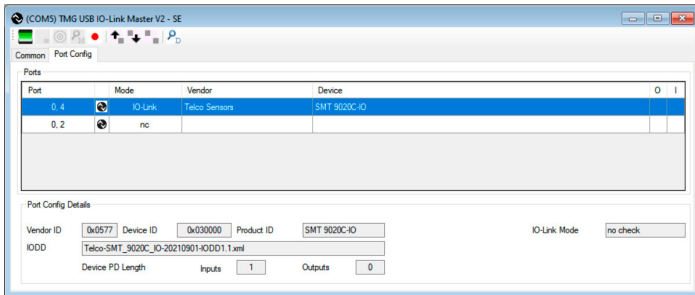 (COM5) TMG USB IO-Link Master V2 - SE
Common Port Config
Ports
Port Mode Vendor Device O I
0, 4 IO-Link Telco Sensors SMT 9020C-IO
0, 2 nc
Port Config Details
Vendor ID 0x0577 Device ID 0x030000 Product ID SMT 9020C-IO IO-Link Mode no check
IODD Telco-SMT_9020C_IO-20210901-IODD1.1.xml
Device PD Length Inputs 1 Outputs 0